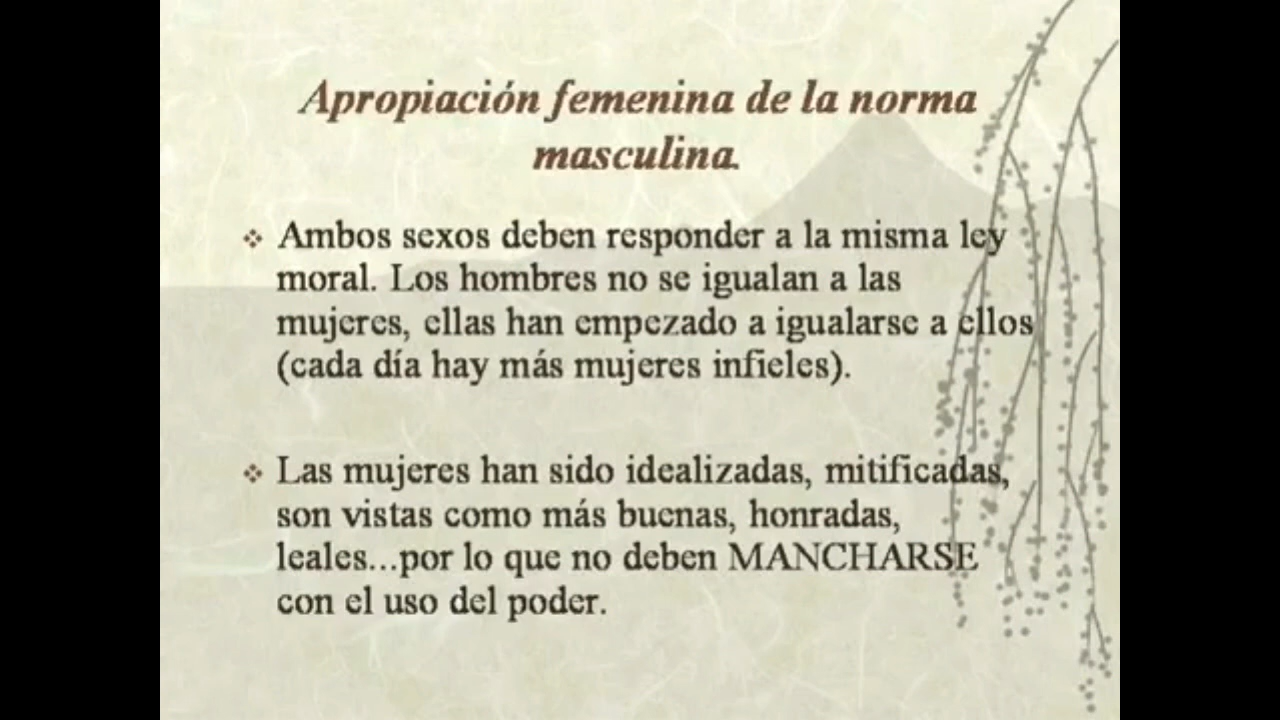 Apropiación femenina de la norma
masculina.
Ambos sexos deben responder a la misma ley
moral. Los hombres no se igualan a las
mujeres, ellas han empezado a igualarse a ellos
(cada día hay más mujeres infieles).
Las mujeres han sido idealizadas, mitificadas,
son vistas como más buenas, honradas,
leales...por lo que no deben MANCHARSE
con el uso del poder.